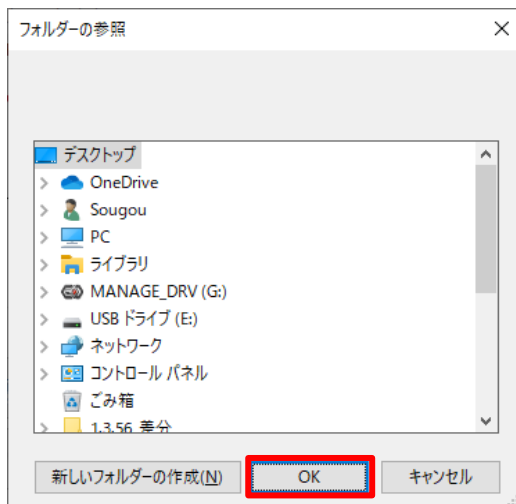 フォルダーの参照
デスクトップ
OneDrive
Sougou
PC
ライブラリ
MANAGE_DRV (G:)
USB ドライブ (E:)
ネットワーク
コントロール パネル
ごみ箱
1.3.56_差分
新しいフォルダーの作成(N) OK キャンセル